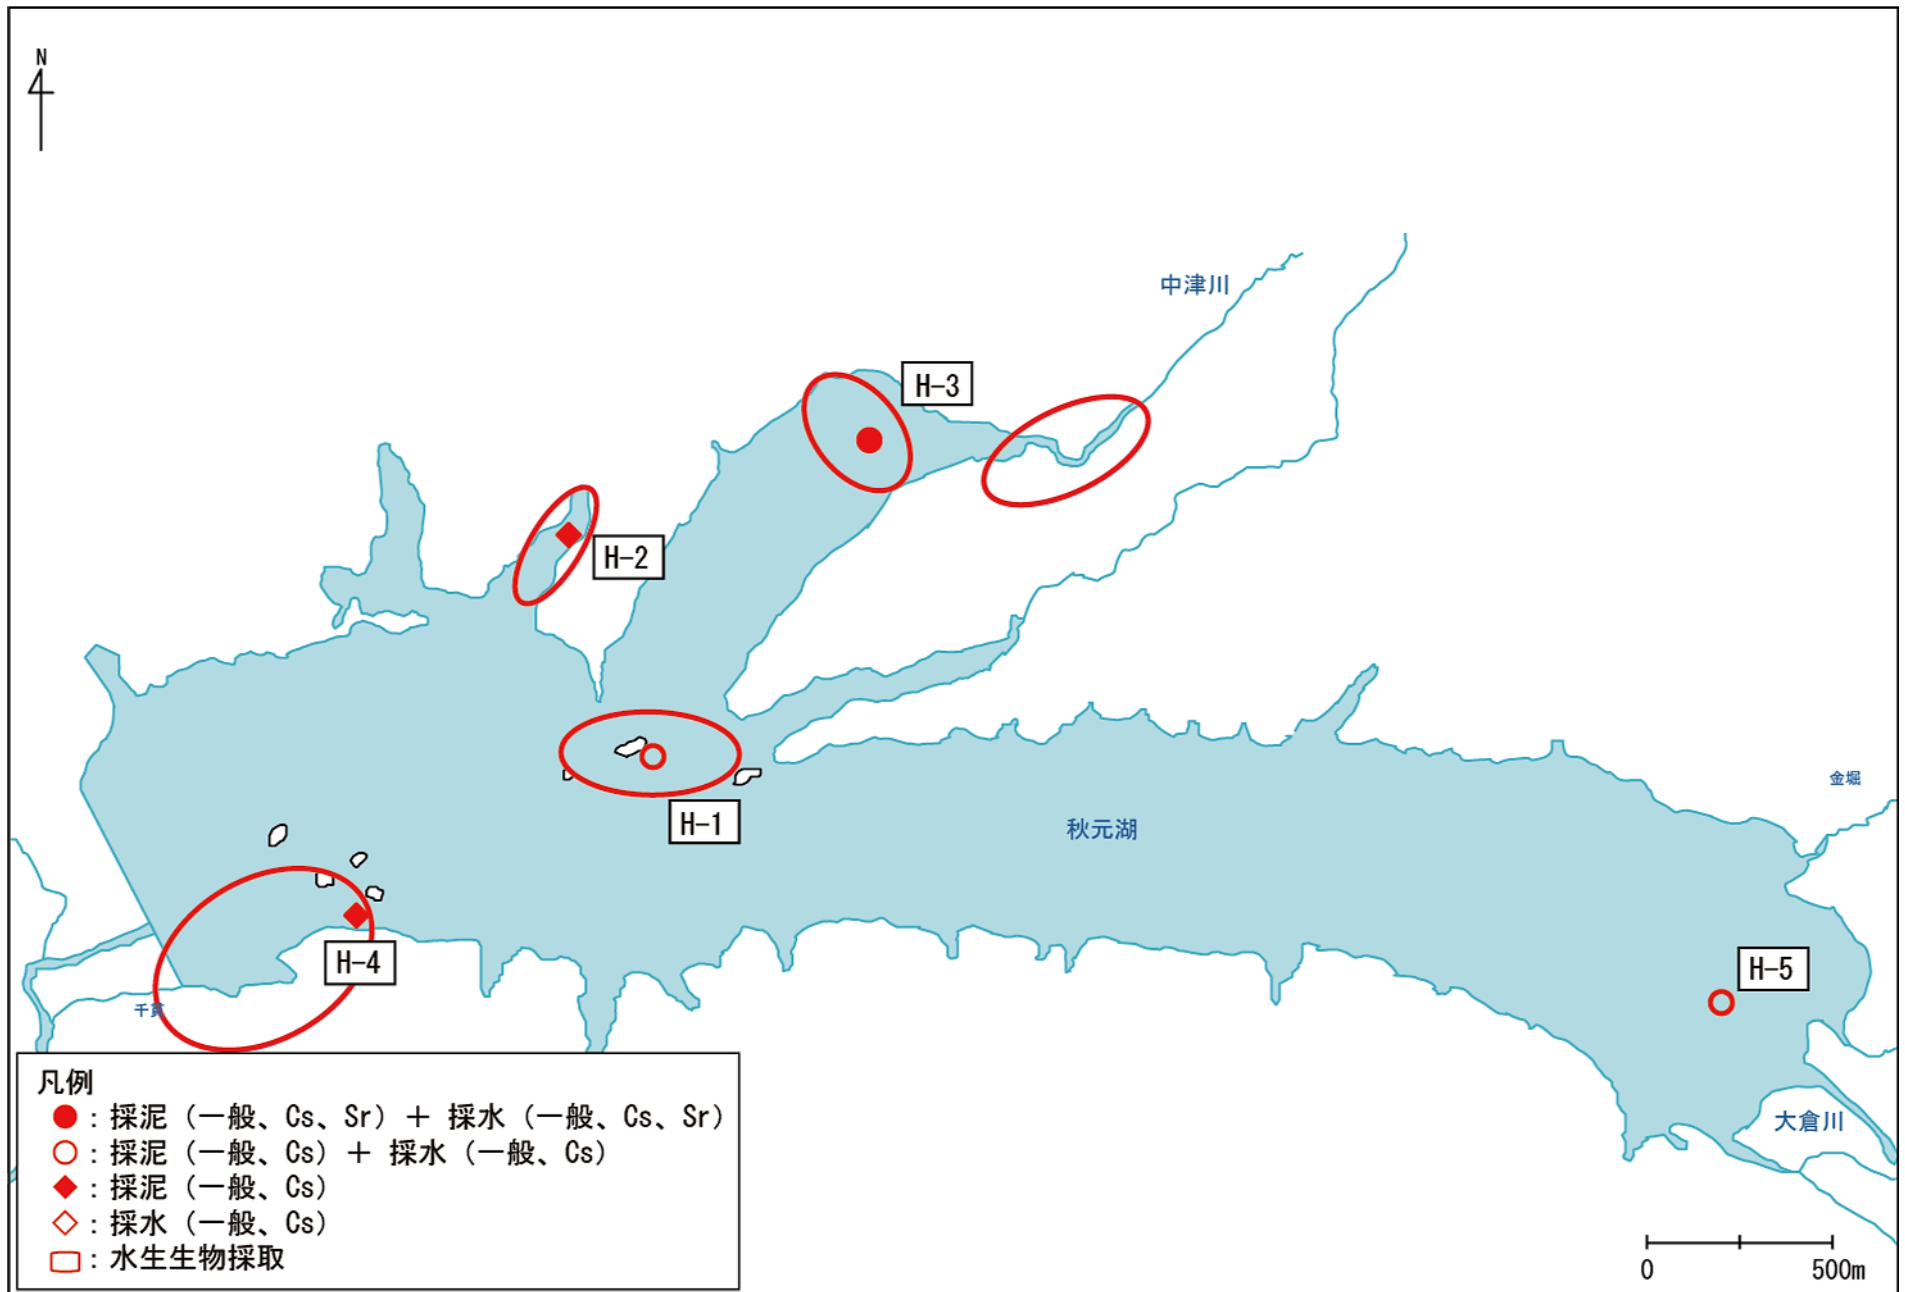 N
中津川
H-3
H-2
金堀
H-1
秋元湖
H-4
H-5
千貫
大倉川
凡例
：採泥（一般、Cs、Sr）＋ 採水（一般、Cs、Sr）
：採泥（一般、Cs）＋ 採水（一般、Cs）
：採泥（一般、Cs）
：採水（一般、Cs）
：水生生物採取
0 500m